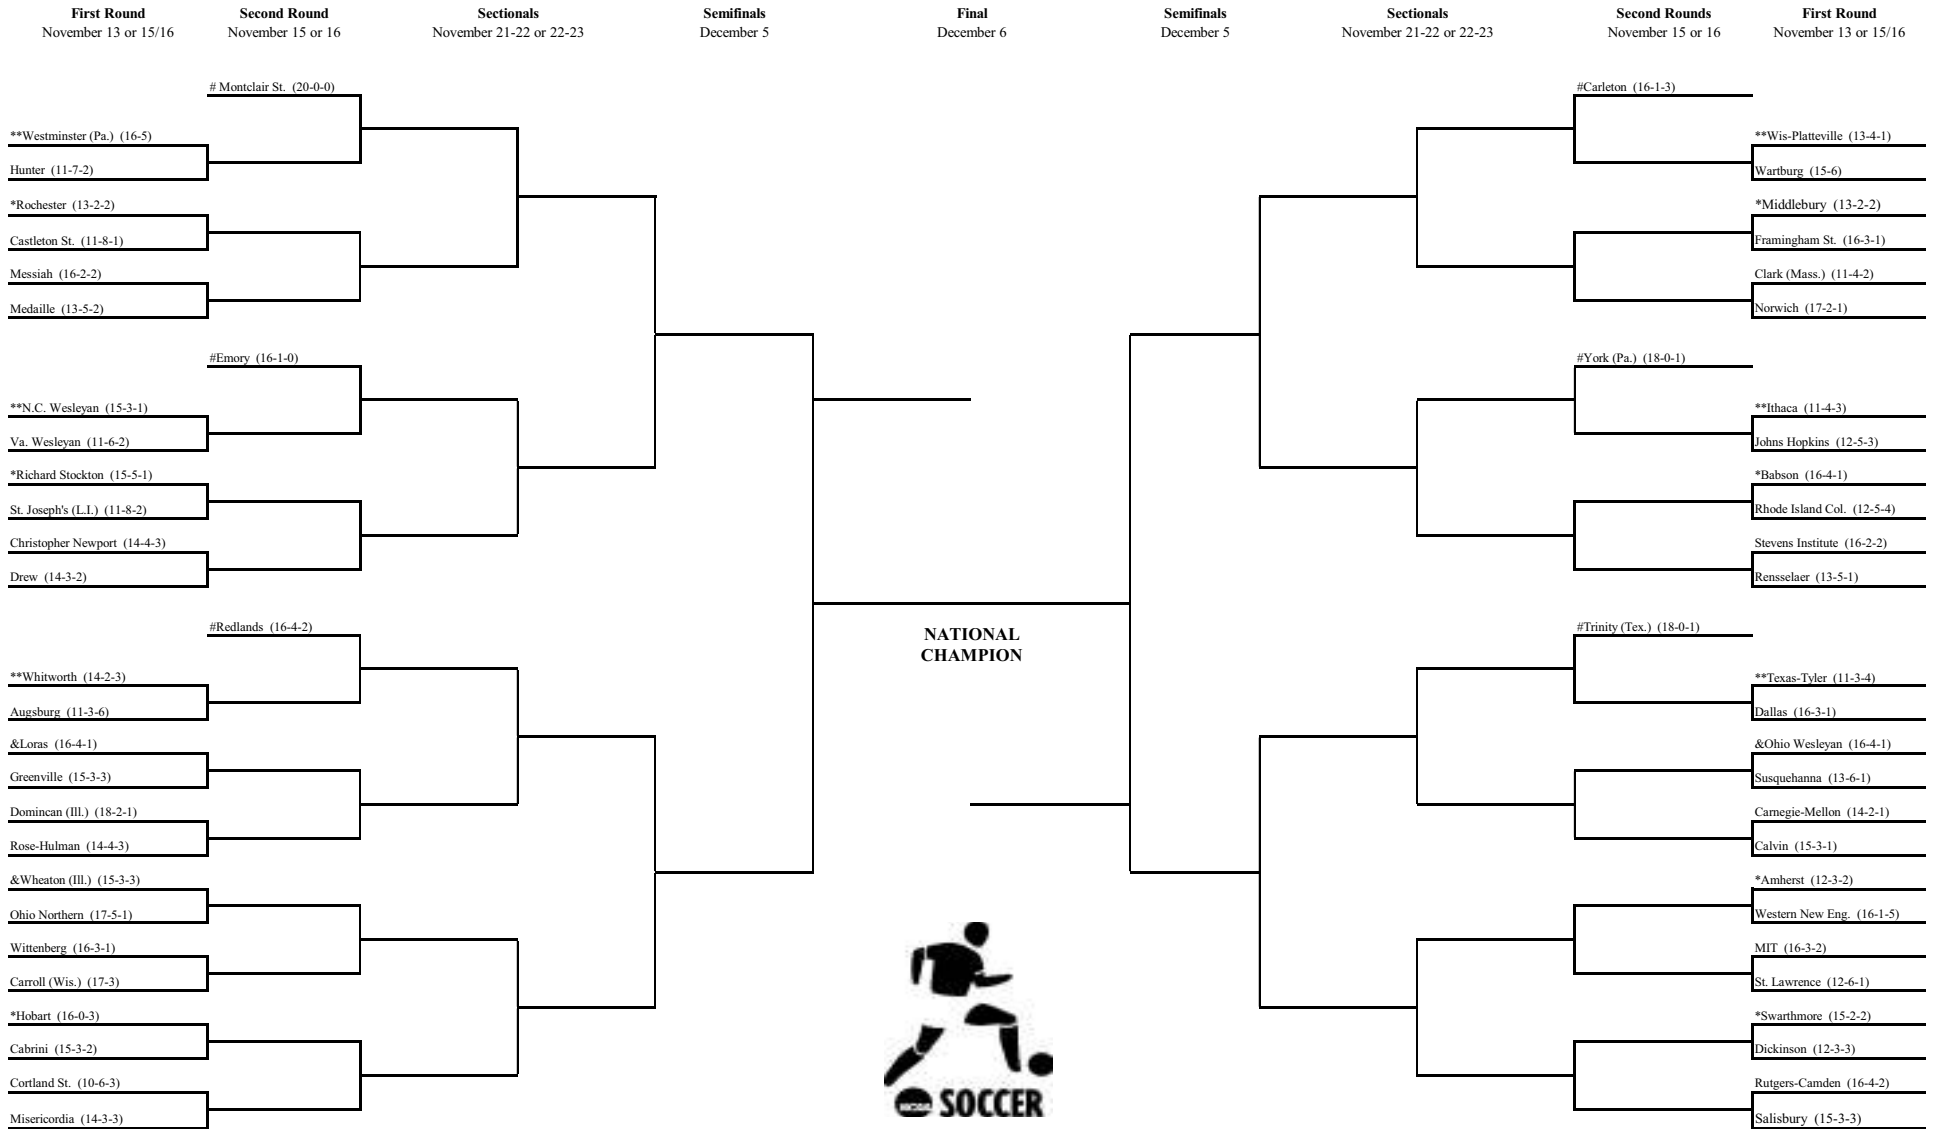 First Round
November 13 or 15/16
Second Round
November 15 or 16
Sectionals
November 21-22 or 22-23
Semifinals
December 5
Final
December 6
Semifinals
December 5
Sectionals
November 21-22 or 22-23
Second Rounds
November 15 or 16
First Round
November 13 or 15/16
# Montclair St. (20-0-0)
**Westminster (Pa.) (16-5)
Hunter (11-7-2)
*Rochester (13-2-2)
Castleton St. (11-8-1)
Messiah (16-2-2)
Medaille (13-5-2)
#Emory (16-1-0)
**N.C. Wesleyan (15-3-1)
Va. Wesleyan (11-6-2)
*Richard Stockton (15-5-1)
St. Joseph's (L.I.) (11-8-2)
Christopher Newport (14-4-3)
Drew (14-3-2)
#Redlands (16-4-2)
**Whitworth (14-2-3)
Augsburg (11-3-6)
&Loras (16-4-1)
Greenville (15-3-3)
Domincan (Ill.) (18-2-1)
Rose-Hulman (14-4-3)
&Wheaton (Ill.) (15-3-3)
Ohio Northern (17-5-1)
Wittenberg (16-3-1)
Carroll (Wis.) (17-3)
*Hobart (16-0-3)
Cabrini (15-3-2)
Cortland St. (10-6-3)
Misericordia (14-3-3)
NATIONAL
CHAMPION
NCAA SOCCER
#Carleton (16-1-3)
**Wis-Platteville (13-4-1)
Wartburg (15-6)
*Middlebury (13-2-2)
Framingham St. (16-3-1)
Clark (Mass.) (11-4-2)
Norwich (17-2-1)
#York (Pa.) (18-0-1)
**Ithaca (11-4-3)
Johns Hopkins (12-5-3)
*Babson (16-4-1)
Rhode Island Col. (12-5-4)
Stevens Institute (16-2-2)
Rensselaer (13-5-1)
#Trinity (Tex.) (18-0-1)
**Texas-Tyler (11-3-4)
Dallas (16-3-1)
&Ohio Wesleyan (16-4-1)
Susquehanna (13-6-1)
Carnegie-Mellon (14-2-1)
Calvin (15-3-1)
*Amherst (12-3-2)
Western New Eng. (16-1-5)
MIT (16-3-2)
St. Lawrence (12-6-1)
*Swarthmore (15-2-2)
Dickinson (12-3-3)
Rutgers-Camden (16-4-2)
Salisbury (15-3-3)